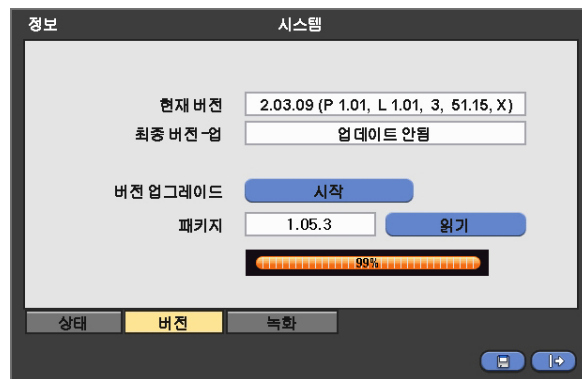 정보 시스템
현재 버전 2.03.09 (P 1.01, L 1.01, 3, 51.15, X)
최종 버전-업 업데이트 안됨
버전 업그레이드 시작
패키지 1.05.3 읽기
99%
상태 버전 녹화